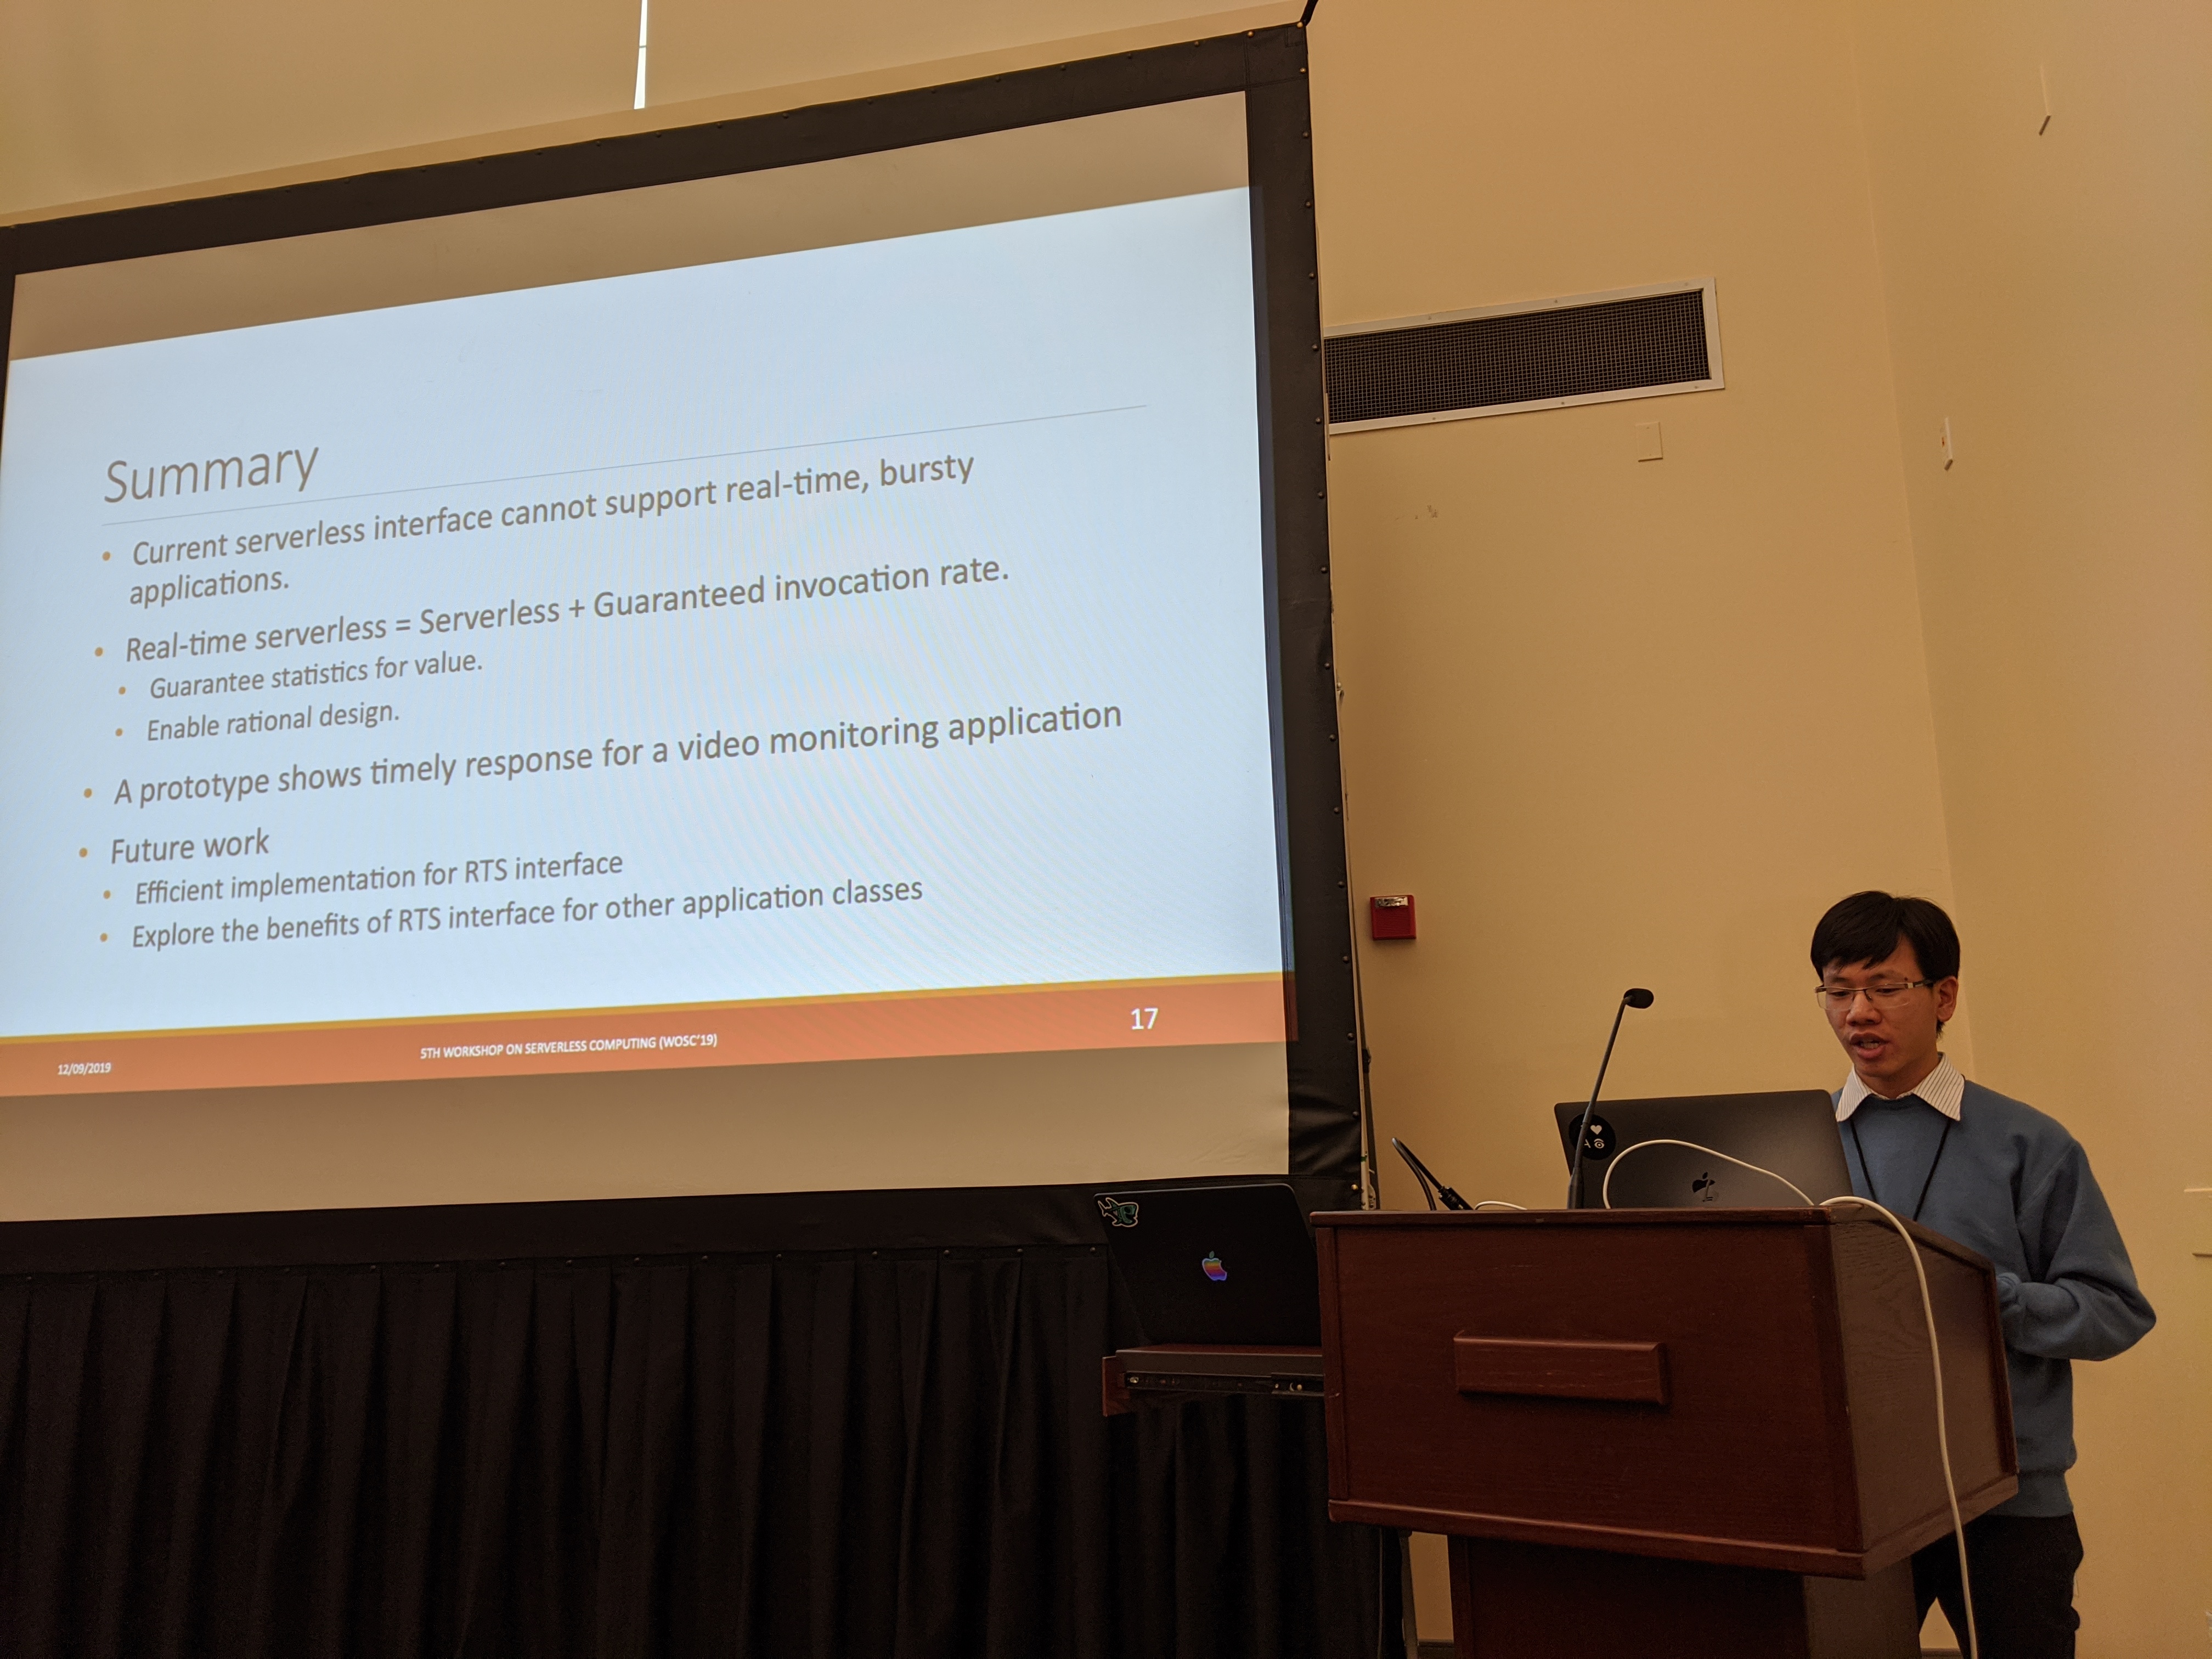 Summary
• Current serverless interface cannot support real-time, bursty
applications.
• Real-time serverless = Serverless + Guaranteed invocation rate.
• Guarantee statistics for value.
• Enable rational design.
• A prototype shows timely response for a video monitoring application
• Future work
• Efficient implementation for RTS interface
• Explore the benefits of RTS interface for other application classes
12/09/2019
5TH WORKSHOP ON SERVERLESS COMPUTING (WOSC'19)
17